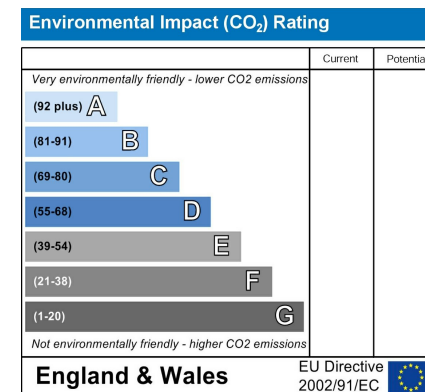 Environmental Impact (CO₂) Rating
Current Potentia
Very environmentally friendly - lower CO2 emissions
(92 plus) A
(81-91) B
(69-80) C
(55-68) D
(39-54) E
(21-38) F
(1-20) G
Not environmentally friendly - higher CO2 emissions
England & Wales
EU Directive
2002/91/EC